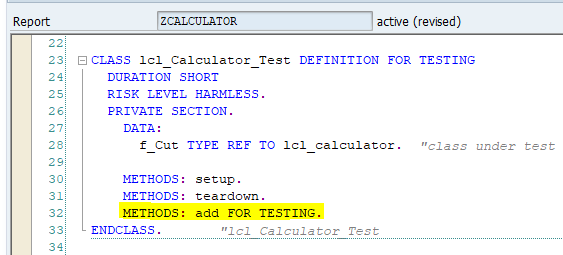 Report ZCALCULATOR active (revised)
22
23 CLASS lcl_Calculator_Test DEFINITION FOR TESTING
24 DURATION SHORT
25 RISK LEVEL HARMLESS.
26 PRIVATE SECTION.
27 DATA:
28 f_Cut TYPE REF TO lcl_calculator. "class under test
29
30 METHODS: setup.
31 METHODS: teardown.
32 METHODS: add FOR TESTING.
33 ENDCLASS. "lcl_Calculator_Test
34